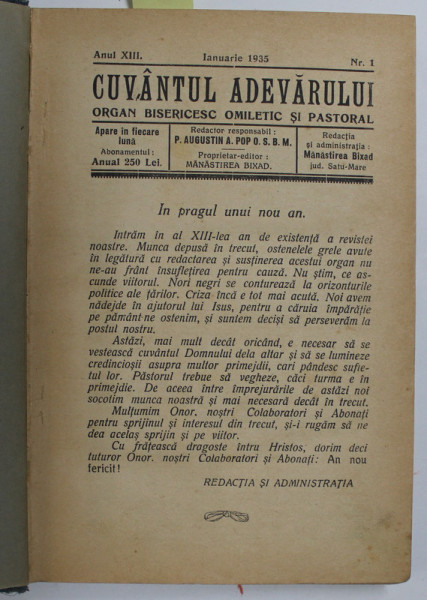 Anul XIII. Ianuarie 1935 Nr. 1
CUVÂNTUL ADEVĂRULUI
ORGAN BISERICESC OMILETIC ȘI PASTORAL
Apare în fiecare
lună
Abonamentul:
Anual 250 Lei.
Redactor responsabil:
P. AUGUSTIN A. POP O. S. B. M.
Proprietar-editor:
MĂNĂSTIREA BIXAD.
Redacția
și administrația:
Mănăstirea Bixad
jud. Satu-Mare
In pragul unui nou an.
Intrăm în al XIII-lea an de existență a revistei
noastre. Munca depusă în trecut, ostenelele grele avute
în legătură cu redactarea și susținerea acestui organ nu
ne-au frânt însuflețirea pentru cauză. Nu știm, ce as-
cunde viitorul. Nori negri se conturează la orizonturile
politice ale țărilor. Criza încă e tot mai acută. Noi avem
nădejde în ajutorul lui Isus, pentru a căruia împărăție
pe pământ ne ostenim, și suntem deciși să perseverăm la
postul nostru.
Astăzi, mai mult decât oricând, e necesar să se
vestească cuvântul Domnului dela altar și să se lumineze
credincioșii asupra multor primejdii, cari pândesc sufle-
tul lor. Păstorul trebue să vegheze, căci turma e în
primejdie. De aceea între împrejurările de astăzi noi
socotim munca noastră și mai necesară decât în trecut.
Mulțumim Onor. noștri Colaboratori și Abonați
pentru sprijinul și interesul din trecut, și-i rugăm să ne
dea acelaș sprijin și pe viitor.
Cu frățească dragoste întru Hristos, dorim deci
tuturor Onor. noștri Colaboratori și Abonați: An nou
fericit!
REDACȚIA ȘI ADMINISTRAȚIA